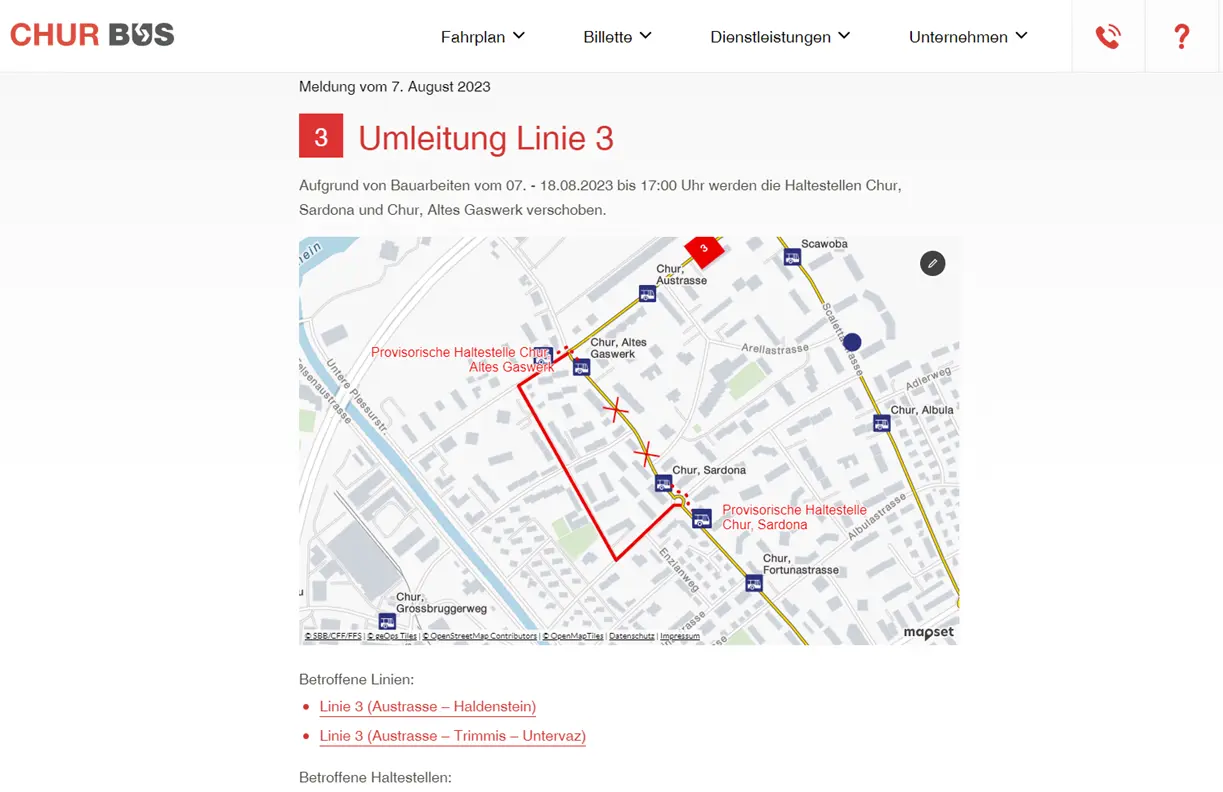 CHUR BUS
Fahrplan
Billette
Dienstleistungen
Unternehmen
?
Meldung vom 7. August 2023
3 Umleitung Linie 3
Aufgrund von Bauarbeiten vom 07. - 18.08.2023 bis 17:00 Uhr werden die Haltestellen Chur,
Sardona und Chur, Altes Gaswerk verschoben.
3
Scawoba
Chur,
Austrasse
Chur, Altes
Gaswerk
Provisorische Haltestelle Chur,
Altes Gaswerk
Arellastrasse
Adlerweg
Untere Plessurstr.
Chur, Albula
Chur, Sardona
Provisorische Haltestelle
Chur, Sardona
Albulastrasse
Enzianweg
Chur,
Fortunastrasse
Chur,
Grossbruggerweg
© SBB/CFF/FFS | © geOps Tiles | © OpenStreetMap Contributors | © OpenMapTiles | Datenschutz | Impressum
mapset
Betroffene Linien:
• Linie 3 (Austrasse – Haldenstein)
• Linie 3 (Austrasse – Trimmis – Untervaz)
Betroffene Haltestellen: